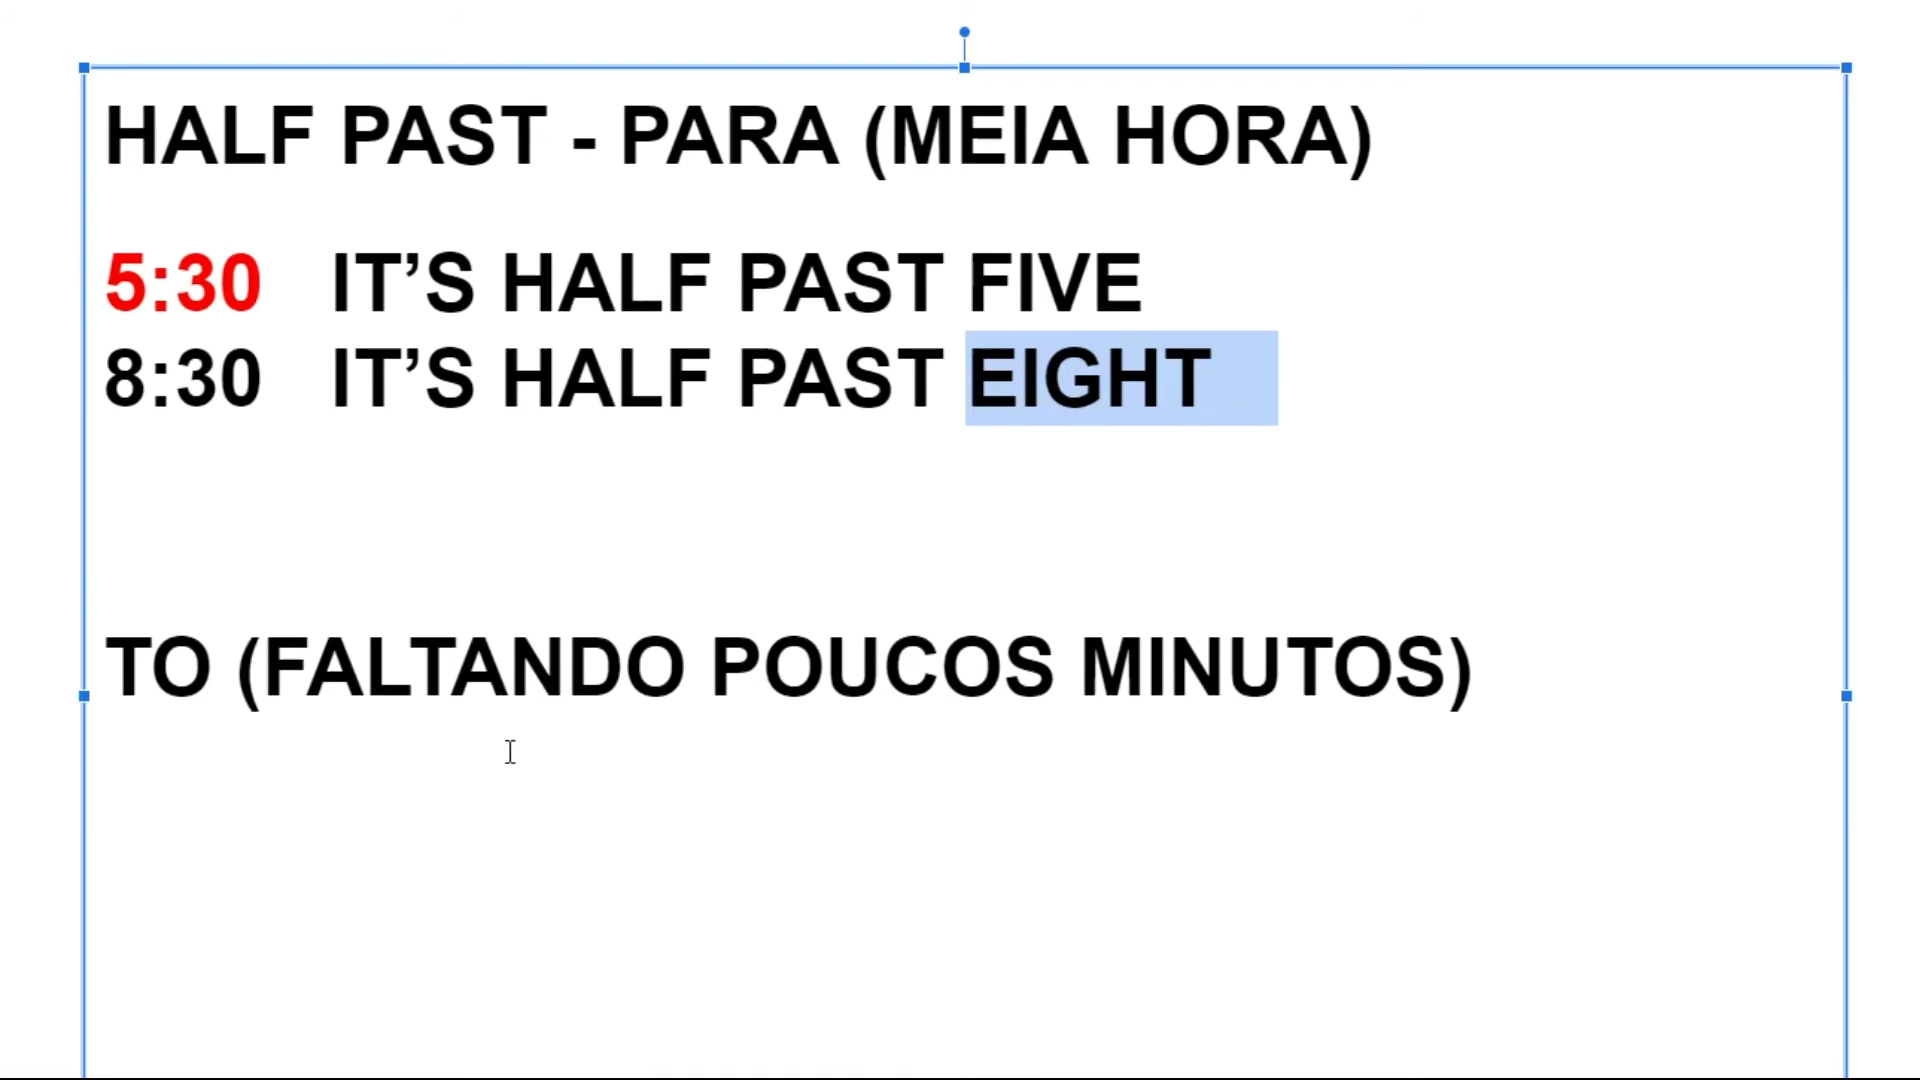 HALF PAST - PARA (MEIA HORA)
5:30 IT’S HALF PAST FIVE
8:30 IT’S HALF PAST EIGHT
TO (FALTANDO POUCOS MINUTOS)